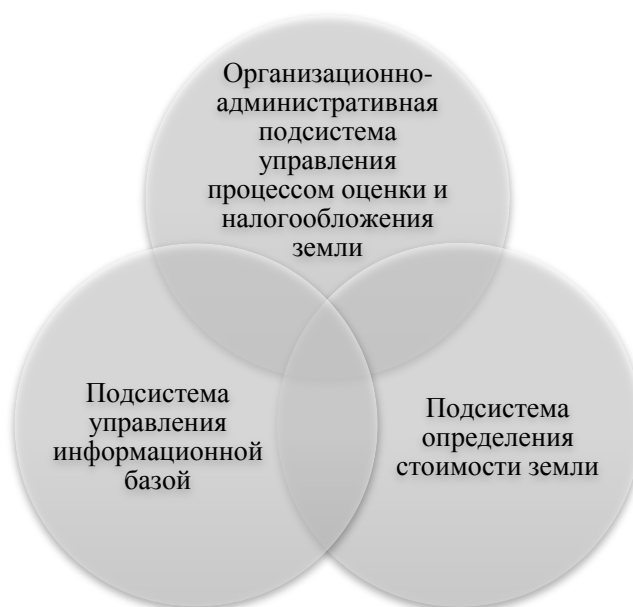 Организационно-
административная
подсистема
управления
процессом оценки и
налогообложения
земли
Подсистема
управления
информационной
базой
Подсистема
определения
стоимости земли